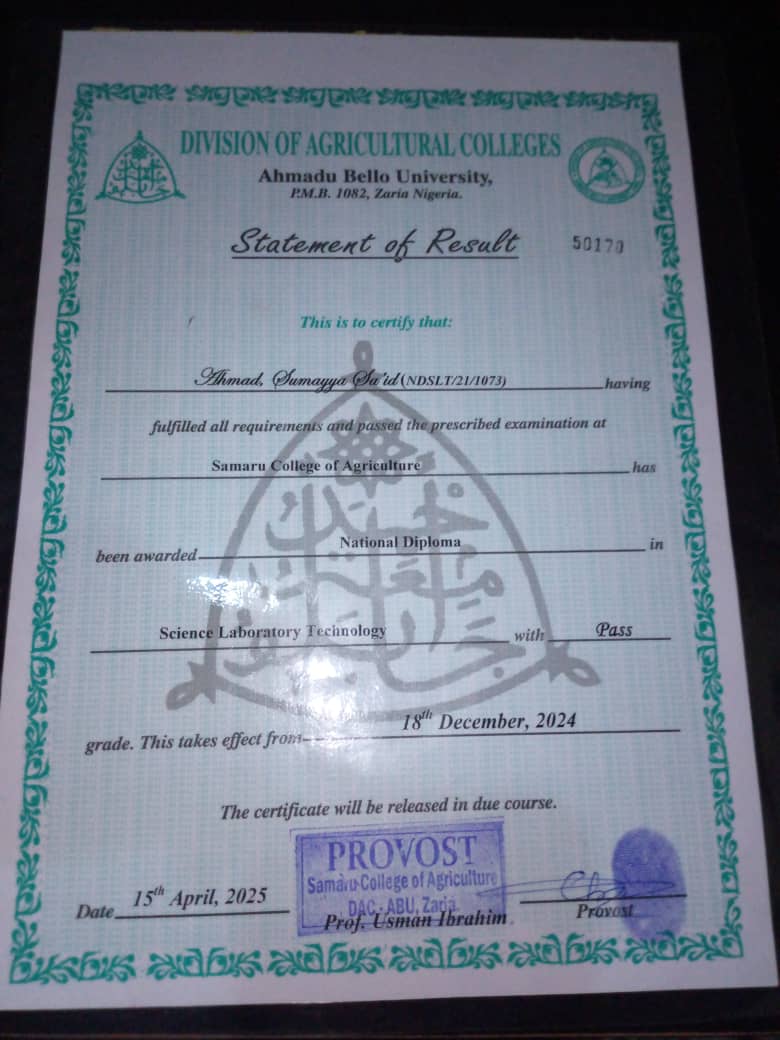 DIVISION OF AGRICULTURAL COLLEGES
Ahmadu Bello University,
P.M.B. 1082, Zaria Nigeria.
Statement of Result
50170
This is to certify that:
Ahmad, Sumayya Sa'id (NDSLT/21/1073) having
fulfilled all requirements and passed the prescribed examination at
Samaru College of Agriculture has
been awarded National Diploma in
Science Laboratory Technology with Pass
grade. This takes effect from 18th December, 2024
The certificate will be released in due course.
PROVOST
Samaru College of Agriculture
DAC - ABU, Zaria
Date 15th April, 2025
Prof. Usman Ibrahim
Provost